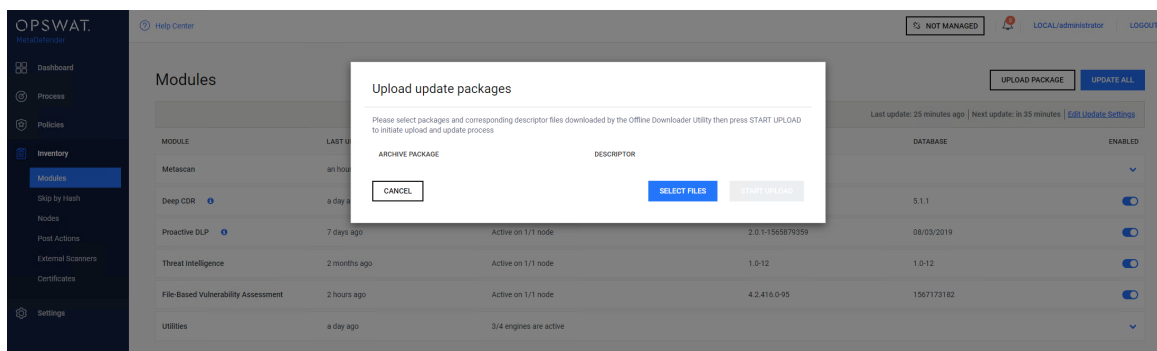 OPSWAT.
MetaDefender
Help Center
NOT MANAGED
LOCAL/administrator
LOGOUT
Dashboard
Process
Policies
Inventory
Modules
Skip by Hash
Nodes
Post Actions
External Scanners
Certificates
Settings
Modules
UPLOAD PACKAGE
UPDATE ALL
Last update: 25 minutes ago | Next update: in 35 minutes | Edit Update Settings
Upload update packages
Please select packages and corresponding descriptor files downloaded by the Offline Downloader Utility then press START UPLOAD
to initiate upload and update process
ARCHIVE PACKAGE DESCRIPTOR
CANCEL SELECT FILES START UPLOAD
MODULE LAST U DATABASE ENABLED
Metascan an hou
Deep CDR a day a 5.1.1
Proactive DLP 7 days ago Active on 1/1 node 2.0.1-1565879359 08/03/2019
Threat Intelligence 2 months ago Active on 1/1 node 1.0-12 1.0-12
File-Based Vulnerability Assessment 2 hours ago Active on 1/1 node 4.2.416.0-95 1567173182
Utilities a day ago 3/4 engines are active